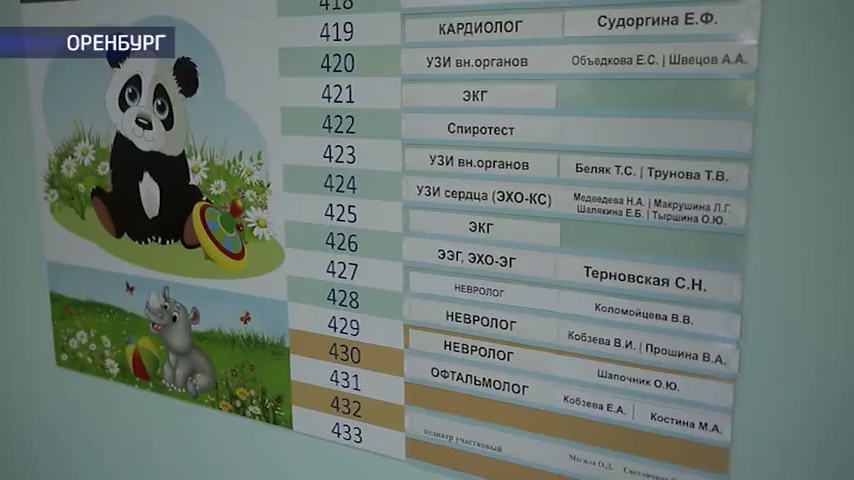 ОРЕНБУРГ
418
419 КАРДИОЛОГ Судоргина Е.Ф.
420 УЗИ вн.органов Объедкова Е.С. | Швецов А.А.
421 ЭКГ
422 Спиротест
423 УЗИ вн.органов Беляк Т.С. | Трунова Т.В.
424 УЗИ сердца (ЭХО-КС) Медведева Н.А. | Макрушина Л.Г.
Шалякина Е.Б. | Тыршина О.Ю.
425 ЭКГ
426 ЭЭГ, ЭХО-ЭГ Терновская С.Н.
427 НЕВРОЛОГ Коломойцева В.В.
428 НЕВРОЛОГ Кобзева В.И. | Прошина В.А.
429 НЕВРОЛОГ Шапочник О.Ю.
430 ОФТАЛЬМОЛОГ Кобзева Е.А. | Костина М.А.
431
432 педиатр участковый
433